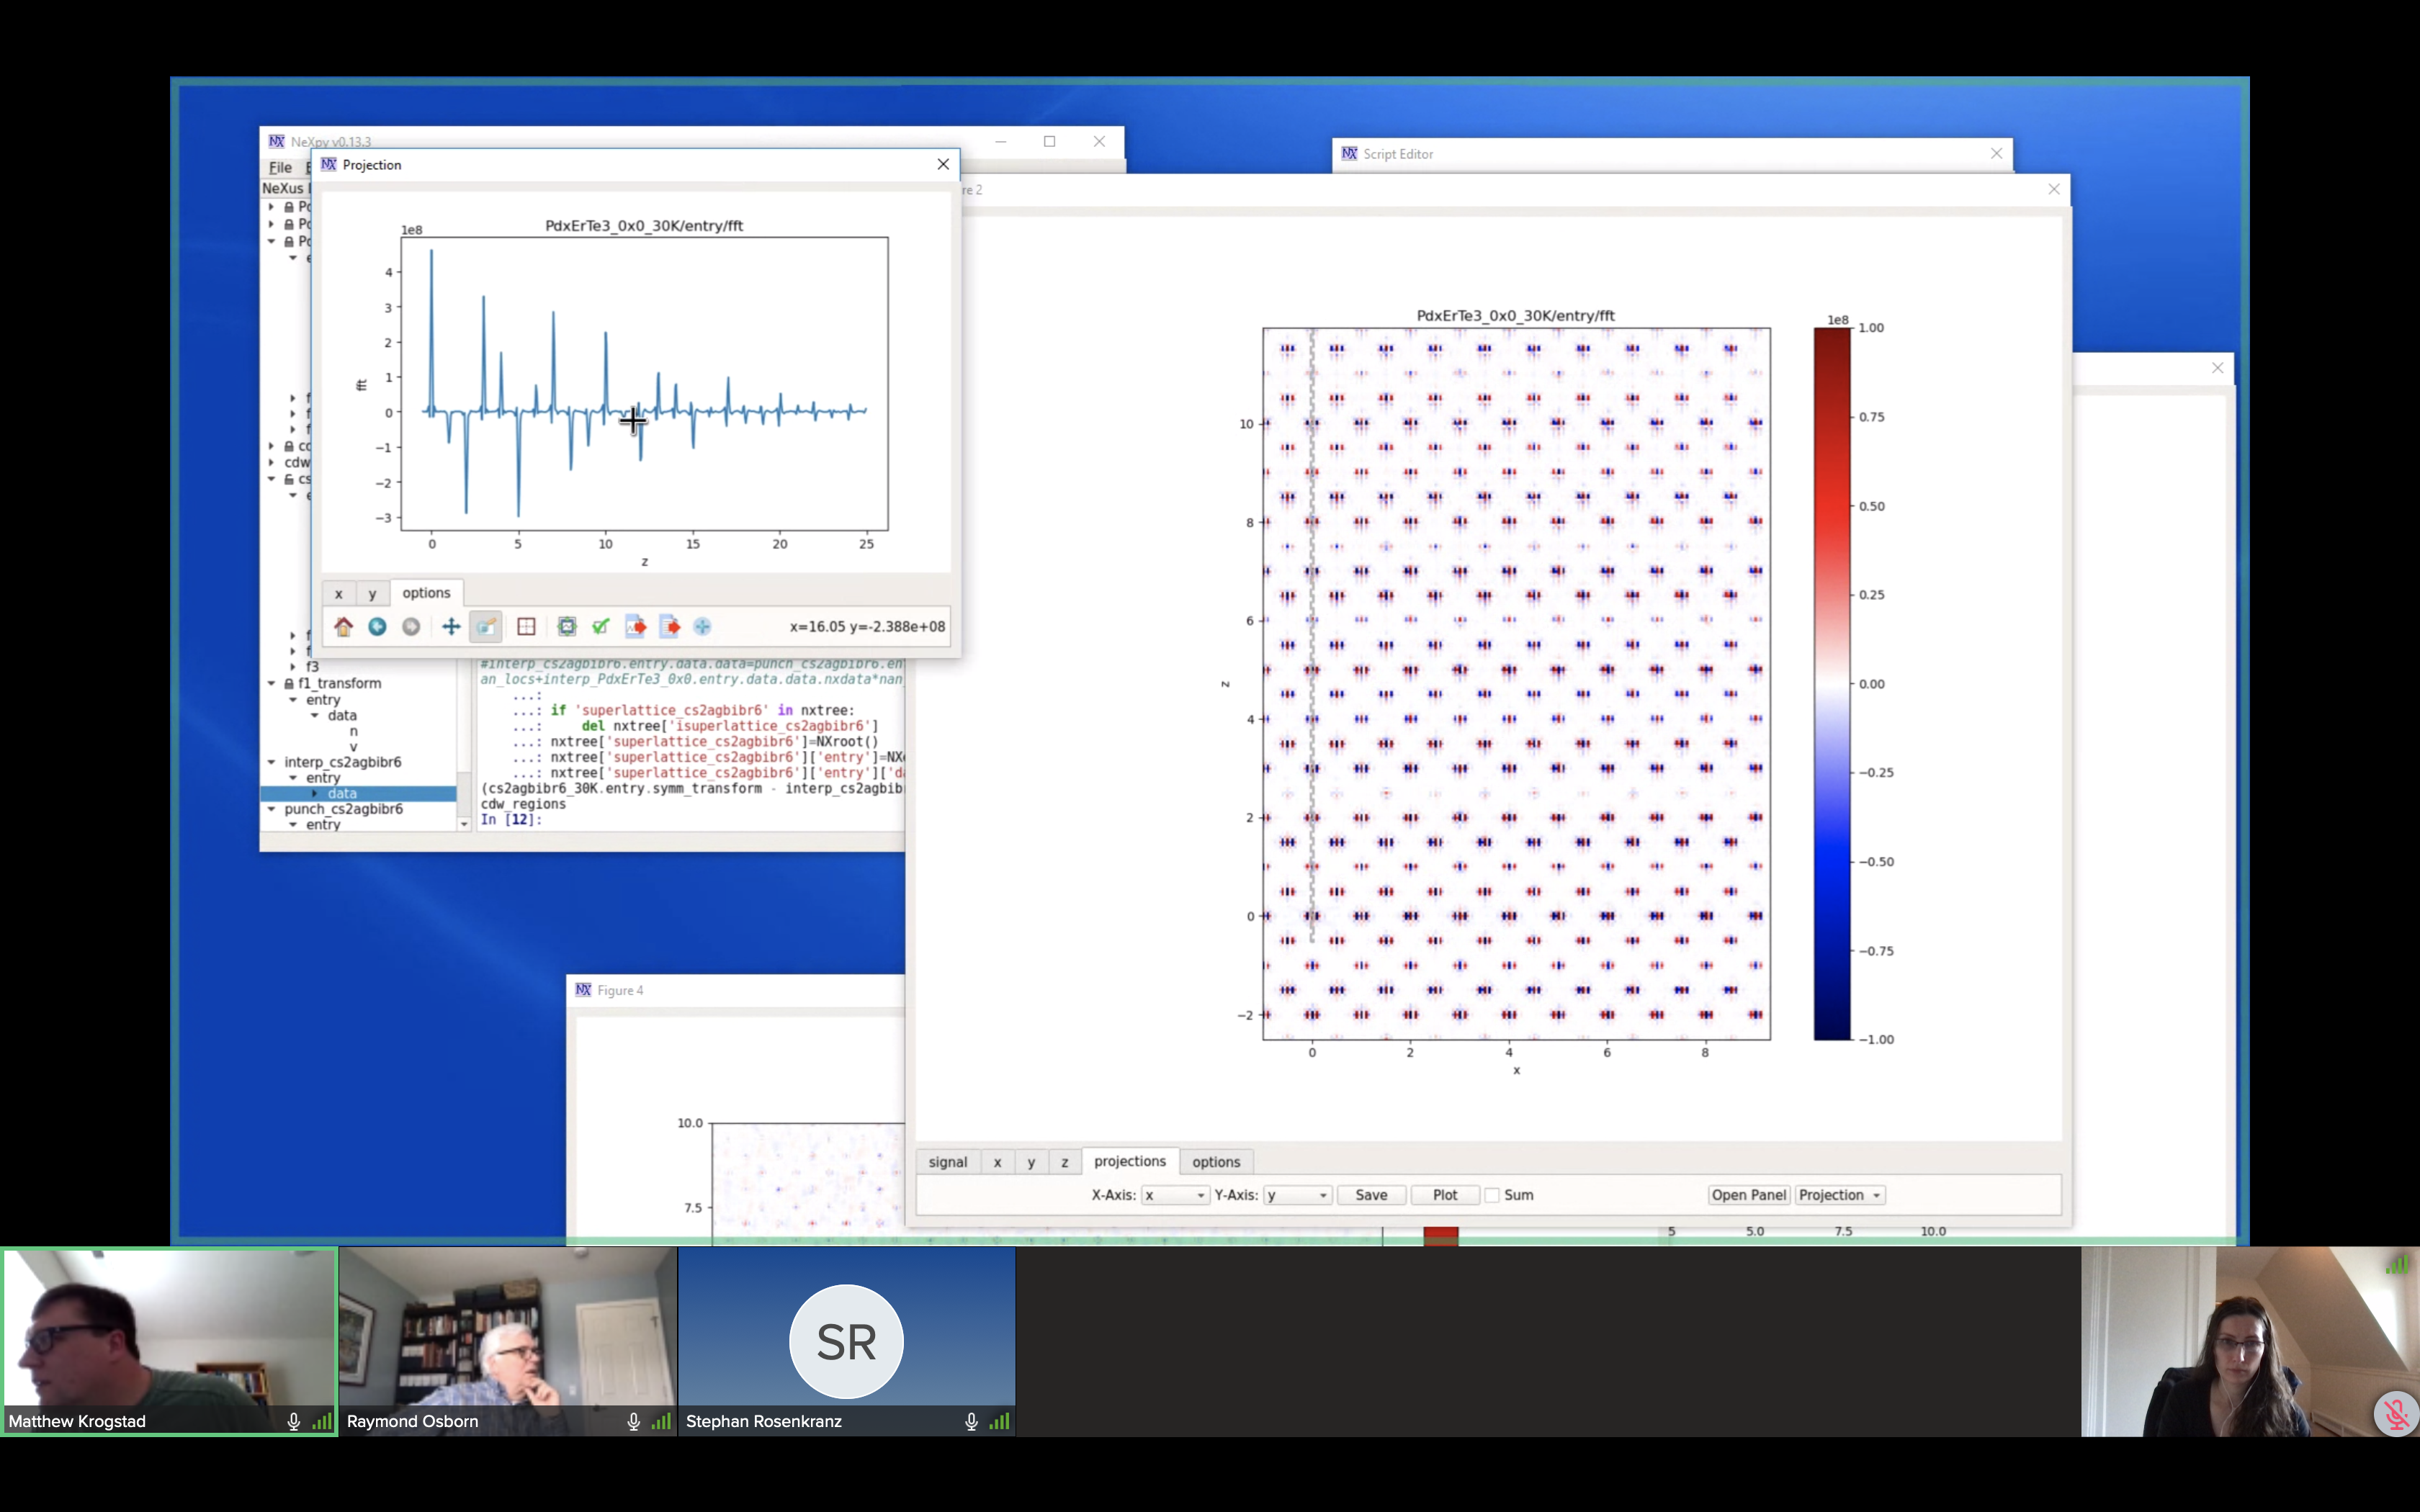 NeXpy v0.13.3
File
NeXus
Projection
PdxErTe3_0x0_30K/entry/fft
1e8
4
3
2
1
0
−1
−2
−3
fft
0 5 10 15 20 25
z
x y options
x=16.05 y=-2.388e+08
cdw
f3
f1_transform
entry
data
n
v
interp_cs2agbibr6
entry
data
punch_cs2agbibr6
entry
#interp_cs2agbibr6.entry.data.data=punch_cs2agbibr6.en
an_locs+interp_PdxErTe3_0x0.entry.data.data.nxdata*nan
...:
...: if 'superlattice_cs2agbibr6' in nxtree:
...: del nxtree['isuperlattice_cs2agbibr6']
...: nxtree['superlattice_cs2agbibr6']=NXroot()
...: nxtree['superlattice_cs2agbibr6']['entry']=NX
...: nxtree['superlattice_cs2agbibr6']['entry']['d
(cs2agbibr6_30K.entry.symm_transform - interp_cs2agbib
cdw_regions
In [12]:
Script Editor
re 2
PdxErTe3_0x0_30K/entry/fft
1e8
10
8
6
4
2
0
−2
z
0 2 4 6 8
x
1.00
0.75
0.50
0.25
0.00
−0.25
−0.50
−0.75
−1.00
signal x y z projections options
X-Axis: x Y-Axis: y Save Plot Sum Open Panel Projection
Figure 4
10.0
7.5
5 5.0 7.5 10.0
SR
Matthew Krogstad
Raymond Osborn
Stephan Rosenkranz